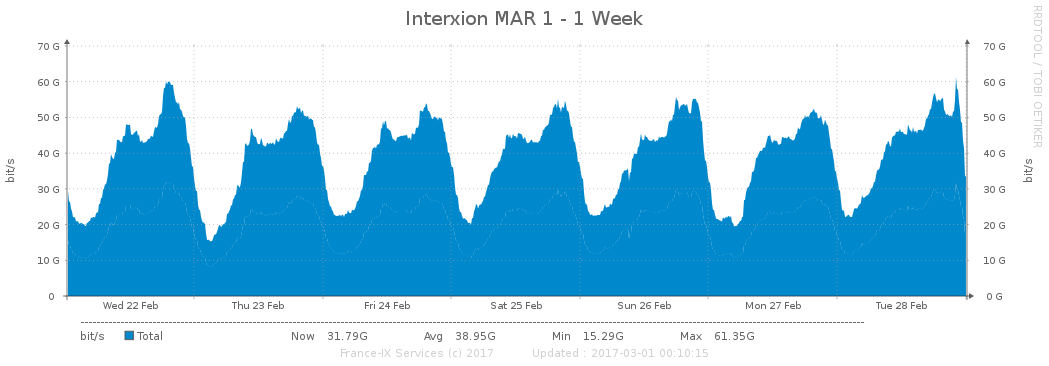 Interxion MAR 1 - 1 Week
RRDTOOL / TOBI OETIKER
70 G 70 G
60 G 60 G
50 G 50 G
40 G 40 G
bit/s bit/s
30 G 30 G
20 G 20 G
10 G 10 G
0 0 G
Wed 22 Feb Thu 23 Feb Fri 24 Feb Sat 25 Feb Sun 26 Feb Mon 27 Feb Tue 28 Feb
bit/s Total Now 31.79G Avg 38.95G Min 15.29G Max 61.35G
France-IX Services (c) 2017 Updated : 2017-03-01 00:10:15